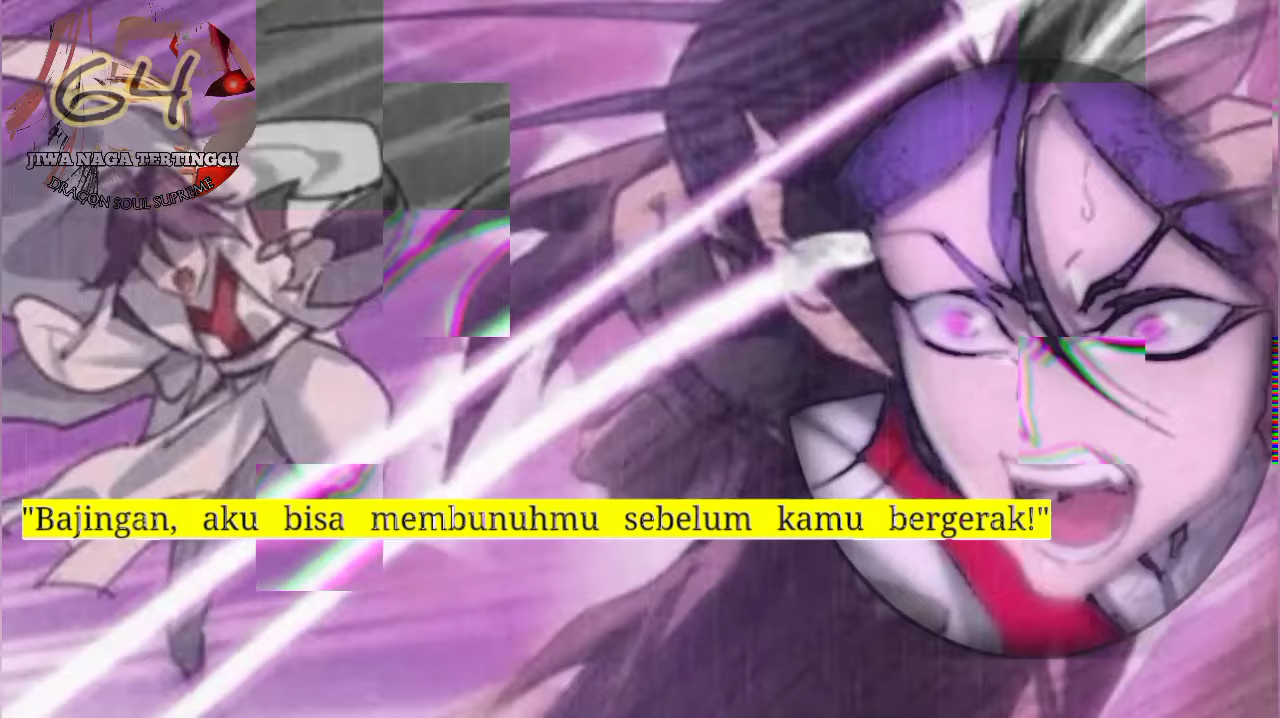 64
JIWA NAGA TERTINGGI
DRAGON SOUL SUPREME
"Bajingan, aku bisa membunuhmu sebelum kamu bergerak!"